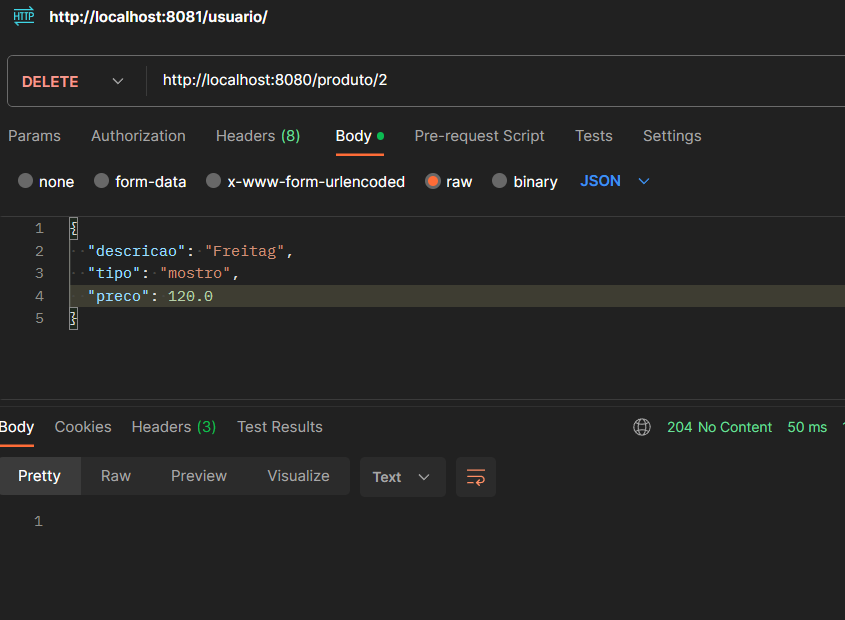 HTTP http://localhost:8081/usuario/
DELETE http://localhost:8080/produto/2
Params Authorization Headers (8) Body Pre-request Script Tests Settings
none form-data x-www-form-urlencoded raw binary JSON
1 {
2 "descricao": "Freitag",
3 "tipo": "mostro",
4 "preco": 120.0
5 }
Body Cookies Headers (3) Test Results 204 No Content 50 ms
Pretty Raw Preview Visualize Text
1